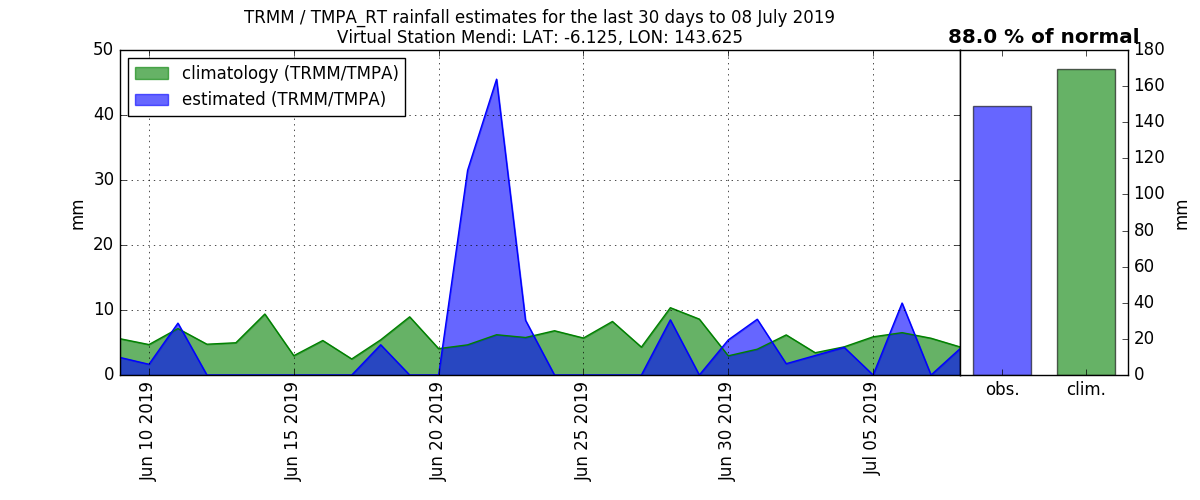 TRMM / TMPA_RT rainfall estimates for the last 30 days to 08 July 2019
Virtual Station Mendi: LAT: -6.125, LON: 143.625
88.0 % of normal
climatology (TRMM/TMPA)
estimated (TRMM/TMPA)
50
40
30
20
10
0
mm
Jun 10 2019
Jun 15 2019
Jun 20 2019
Jun 25 2019
Jun 30 2019
Jul 05 2019
obs.
clim.
180
160
140
120
100
80
60
40
20
0
mm